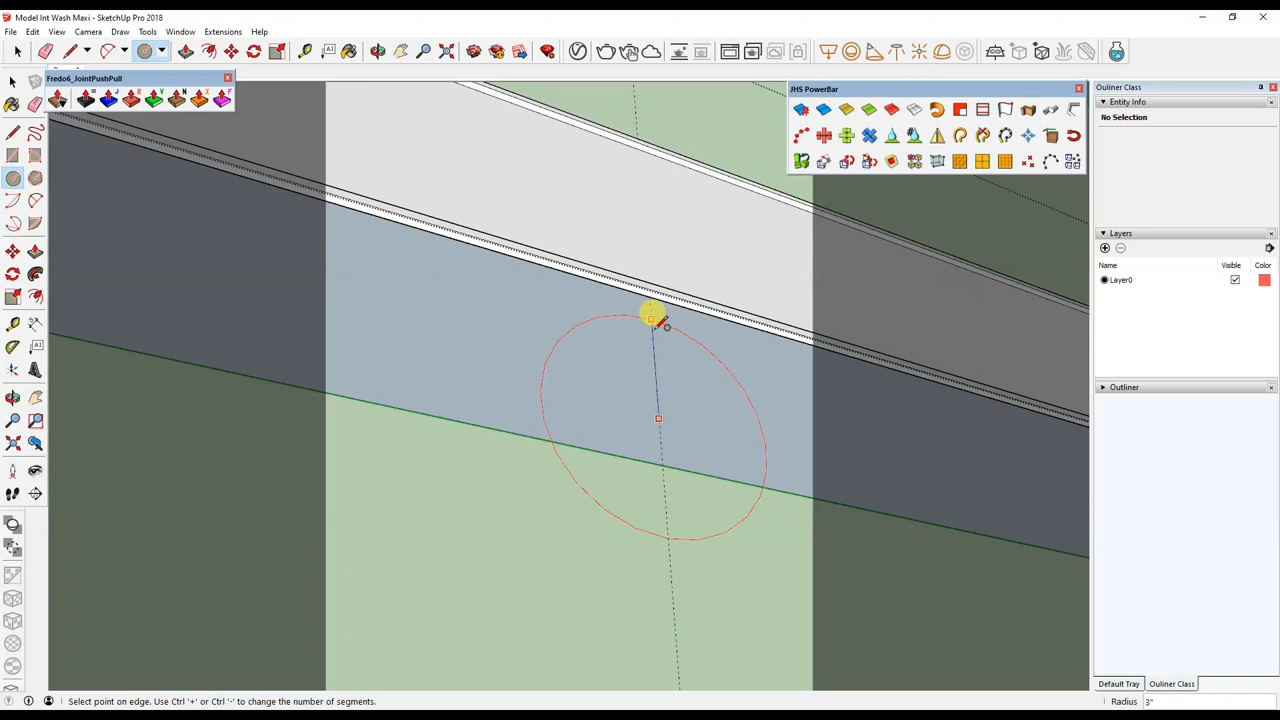 Model Int Wash Maxi - SketchUp Pro 2018
File Edit View Camera Draw Tools Window Extensions Help
Fredo6_JointPushPull
JHS PowerBar
Outliner Class
Entity Info
No Selection
Layers
Name Visible Color
Layer0
Outliner
Default Tray Outliner Class
Select point on edge. Use Ctrl '+' or Ctrl '-' to change the number of segments.
Radius 3"